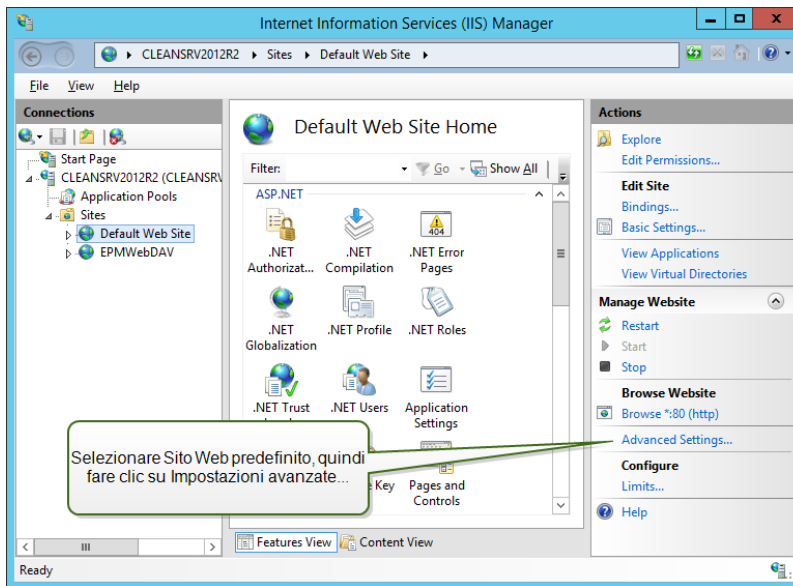 Internet Information Services (IIS) Manager
CLEANSRV2012R2 Sites Default Web Site
File View Help
Connections
Start Page
CLEANSRV2012R2 (CLEANSRV
Application Pools
Sites
Default Web Site
EPMWebDAV
Default Web Site Home
Filter: Go Show All
ASP.NET
.NET Authorizat...
.NET Compilation
.NET Error Pages
404
.NET Globalization
.NET Profile
.NET Roles
.NET Trust
.NET Users
Application Settings
Key
Pages and Controls
Selezionare Sito Web predefinito, quindi
fare clic su Impostazioni avanzate...
Features View Content View
Actions
Explore
Edit Permissions...
Edit Site
Bindings...
Basic Settings...
View Applications
View Virtual Directories
Manage Website
Restart
Start
Stop
Browse Website
Browse *:80 (http)
Advanced Settings...
Configure
Limits...
Help
Ready